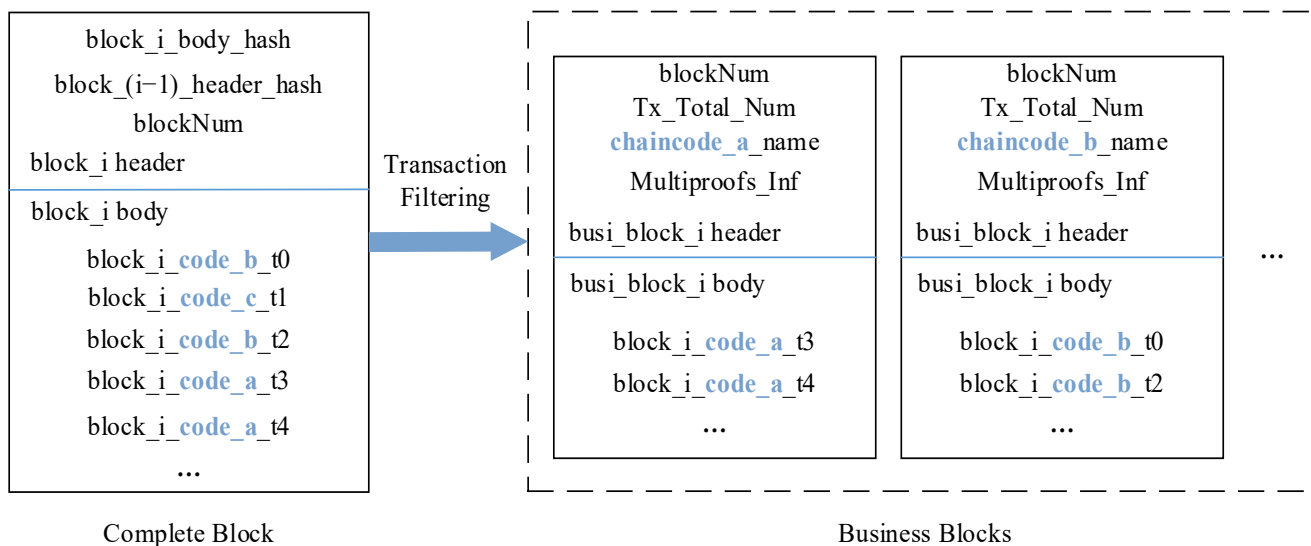 block_i_body_hash
block_(i−1)_header_hash
blockNum
block_i header
block_i body
block_i_code_b_t0
block_i_code_c_t1
block_i_code_b_t2
block_i_code_a_t3
block_i_code_a_t4
...
Complete Block
Transaction
Filtering
blockNum
Tx_Total_Num
chaincode_a_name
Multiproofs_Inf
busi_block_i header
busi_block_i body
block_i_code_a_t3
block_i_code_a_t4
...
blockNum
Tx_Total_Num
chaincode_b_name
Multiproofs_Inf
busi_block_i header
busi_block_i body
block_i_code_b_t0
block_i_code_b_t2
...
...
Business Blocks